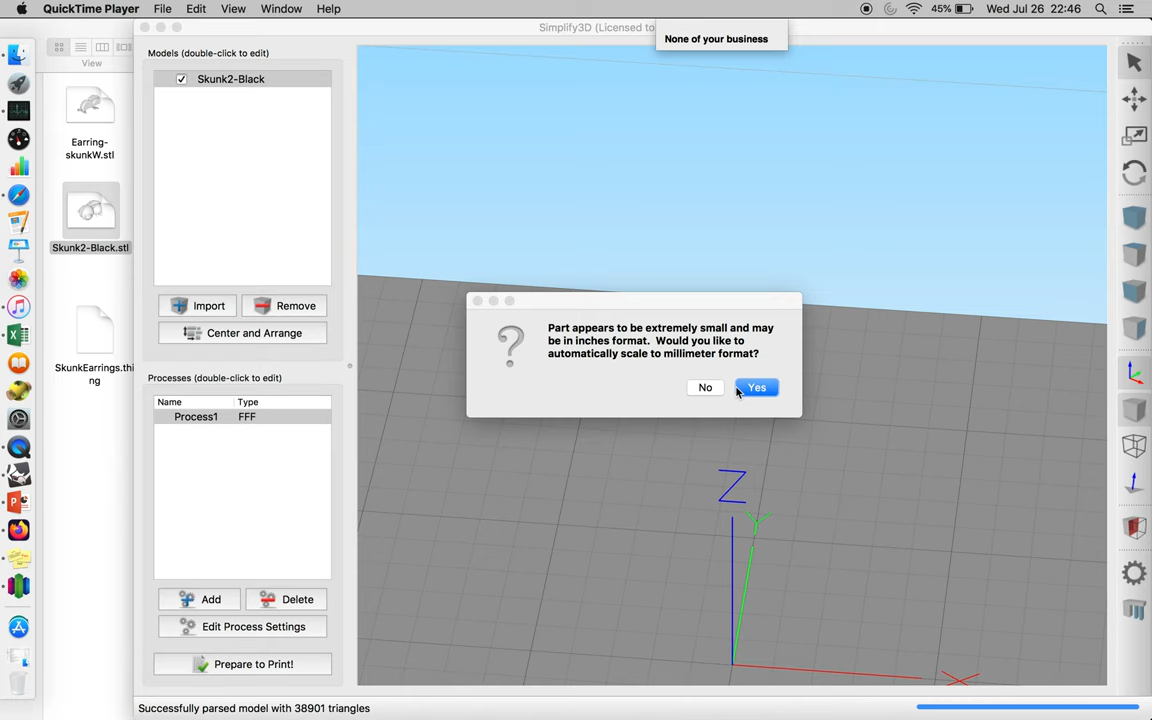 QuickTime Player File Edit View Window Help 45% Wed Jul 26 22:46
Simplify3D (Licensed to
None of your business
View
Earring-
skunkW.stl
Skunk2-Black.stl
SkunkEarrings.thi
ng
Models (double-click to edit)
Skunk2-Black
Import Remove
Center and Arrange
Processes (double-click to edit)
Name Type
Process1 FFF
Add Delete
Edit Process Settings
Prepare to Print!
Part appears to be extremely small and may
be in inches format. Would you like to
automatically scale to millimeter format?
No Yes
Z
Y
X
Successfully parsed model with 38901 triangles